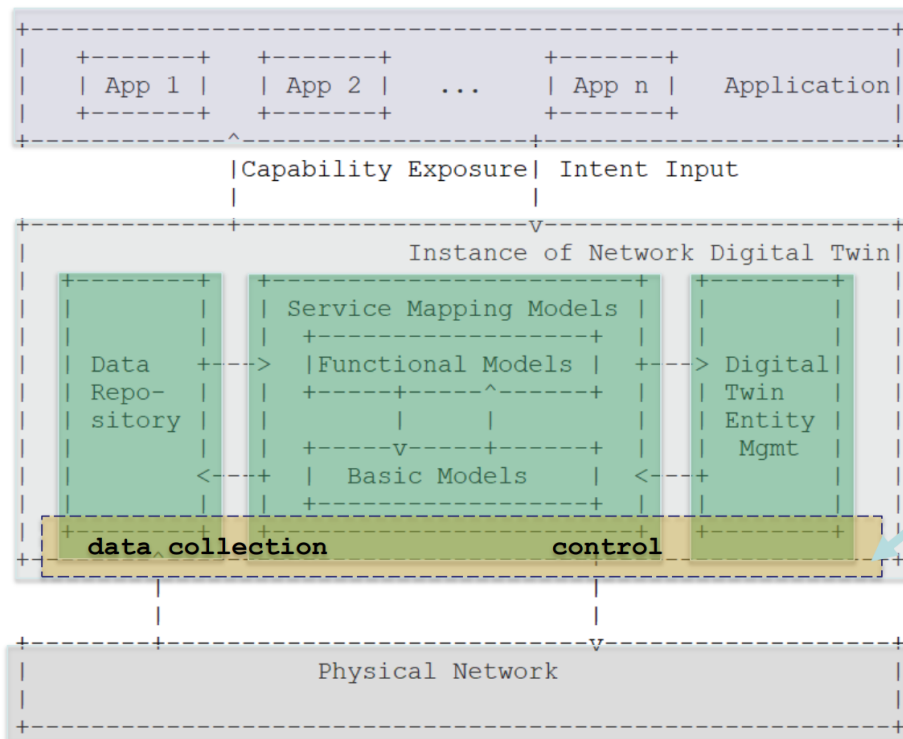 App 1 App 2 ... App n Application
Capability Exposure Intent Input
Instance of Network Digital Twin
Service Mapping Models
Data Functional Models Digital
Repo- Twin
sitory Entity
Mgmt
Basic Models
data collection control
Physical Network